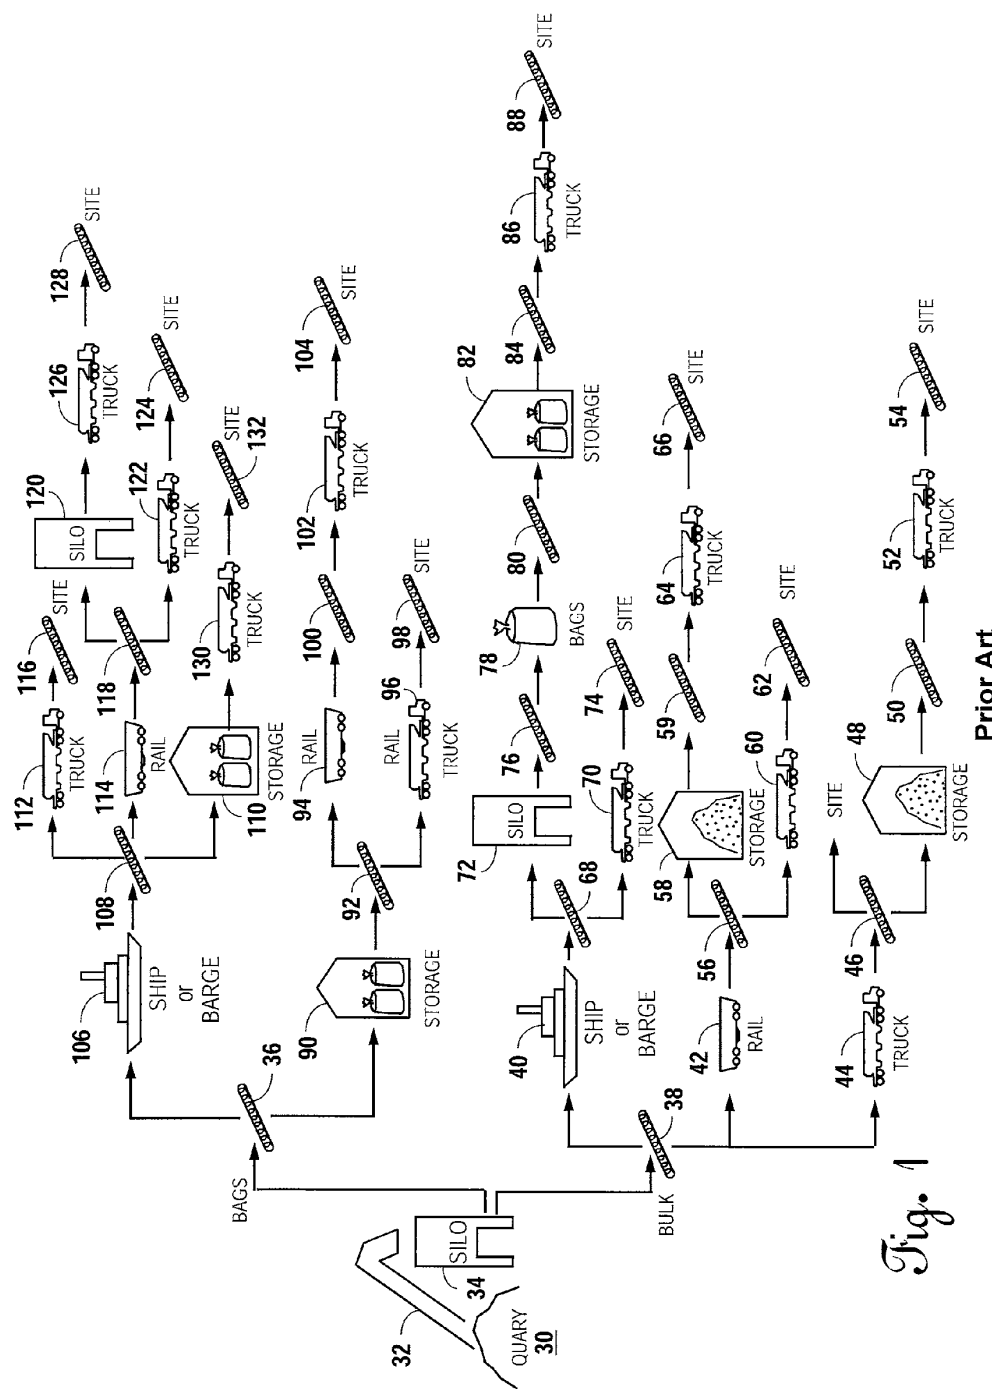 QUARY
30
32
SILO
34
BAGS
36
BULK
38
106
SHIP
or
BARGE
108
112
TRUCK
116
SITE
114
RAIL
118
120
SILO
126
TRUCK
128
SITE
122
TRUCK
124
SITE
110
STORAGE
130
TRUCK
132
SITE
90
STORAGE
92
94
RAIL
100
102
TRUCK
104
SITE
96
RAIL
TRUCK
98
SITE
40
SHIP
or
BARGE
68
72
SILO
76
78
BAGS
80
82
STORAGE
84
86
TRUCK
88
SITE
70
TRUCK
74
SITE
42
RAIL
56
58
STORAGE
59
64
TRUCK
66
SITE
60
62
SITE
44
TRUCK
46
SITE
48
STORAGE
50
52
TRUCK
54
SITE
Fig. 1
Prior Art